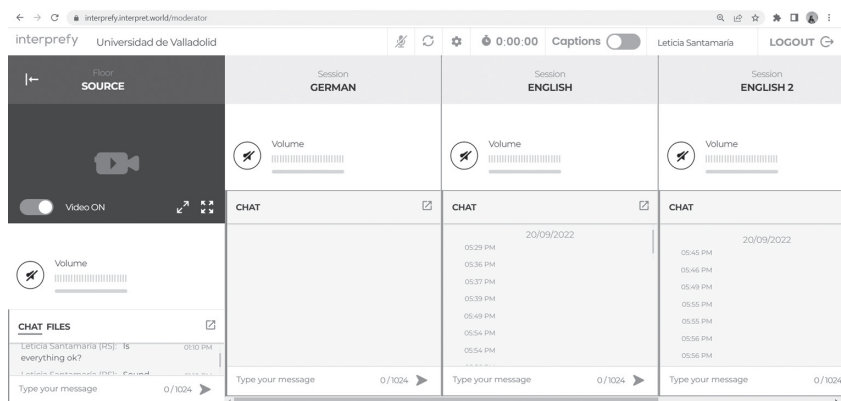 interprefy.interpret.world/moderator
interprefy Universidad de Valladolid 0:00:00 Captions Leticia Santamaría LOGOUT
Floor
SOURCE
Video ON
Volume
CHAT FILES
Leticia Santamaría (RS): Is 01:10 PM
everything ok?
Leticia Santamaría (RS): Sound
Type your message 0/1024
Session
GERMAN
Volume
CHAT
Type your message 0/1024
Session
ENGLISH
Volume
CHAT
20/09/2022
05:29 PM
05:36 PM
05:37 PM
05:39 PM
05:49 PM
05:54 PM
05:54 PM
Type your message 0/1024
Session
ENGLISH 2
Volume
CHAT
20/09/2022
05:45 PM
05:46 PM
05:49 PM
05:55 PM
05:55 PM
05:56 PM
05:56 PM
Type your message 0/1024